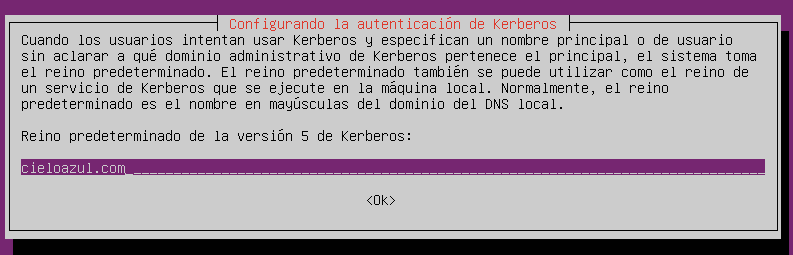 Configurando la autenticación de Kerberos
Cuando los usuarios intentan usar Kerberos y especifican un nombre principal o de usuario
sin aclarar a qué dominio administrativo de Kerberos pertenece el principal, el sistema toma
el reino predeterminado. El reino predeterminado también se puede utilizar como el reino de
un servicio de Kerberos que se ejecute en la máquina local. Normalmente, el reino
predeterminado es el nombre en mayúsculas del dominio del DNS local.
Reino predeterminado de la versión 5 de Kerberos:
cieloazul.com
<Ok>